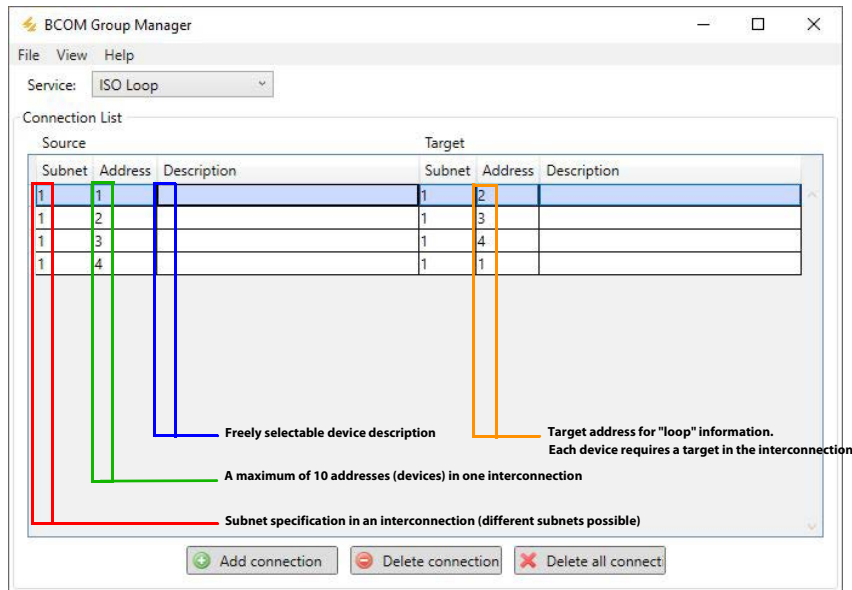 BCOM Group Manager
File View Help
Service: ISO Loop
Connection List
Source Target
Subnet Address Description Subnet Address Description
1 1 1 2
1 2 1 3
1 3 1 4
1 4 1 1
Freely selectable device description
Target address for "loop" information.
Each device requires a target in the interconnection
A maximum of 10 addresses (devices) in one interconnection
Subnet specification in an interconnection (different subnets possible)
Add connection Delete connection Delete all connecti